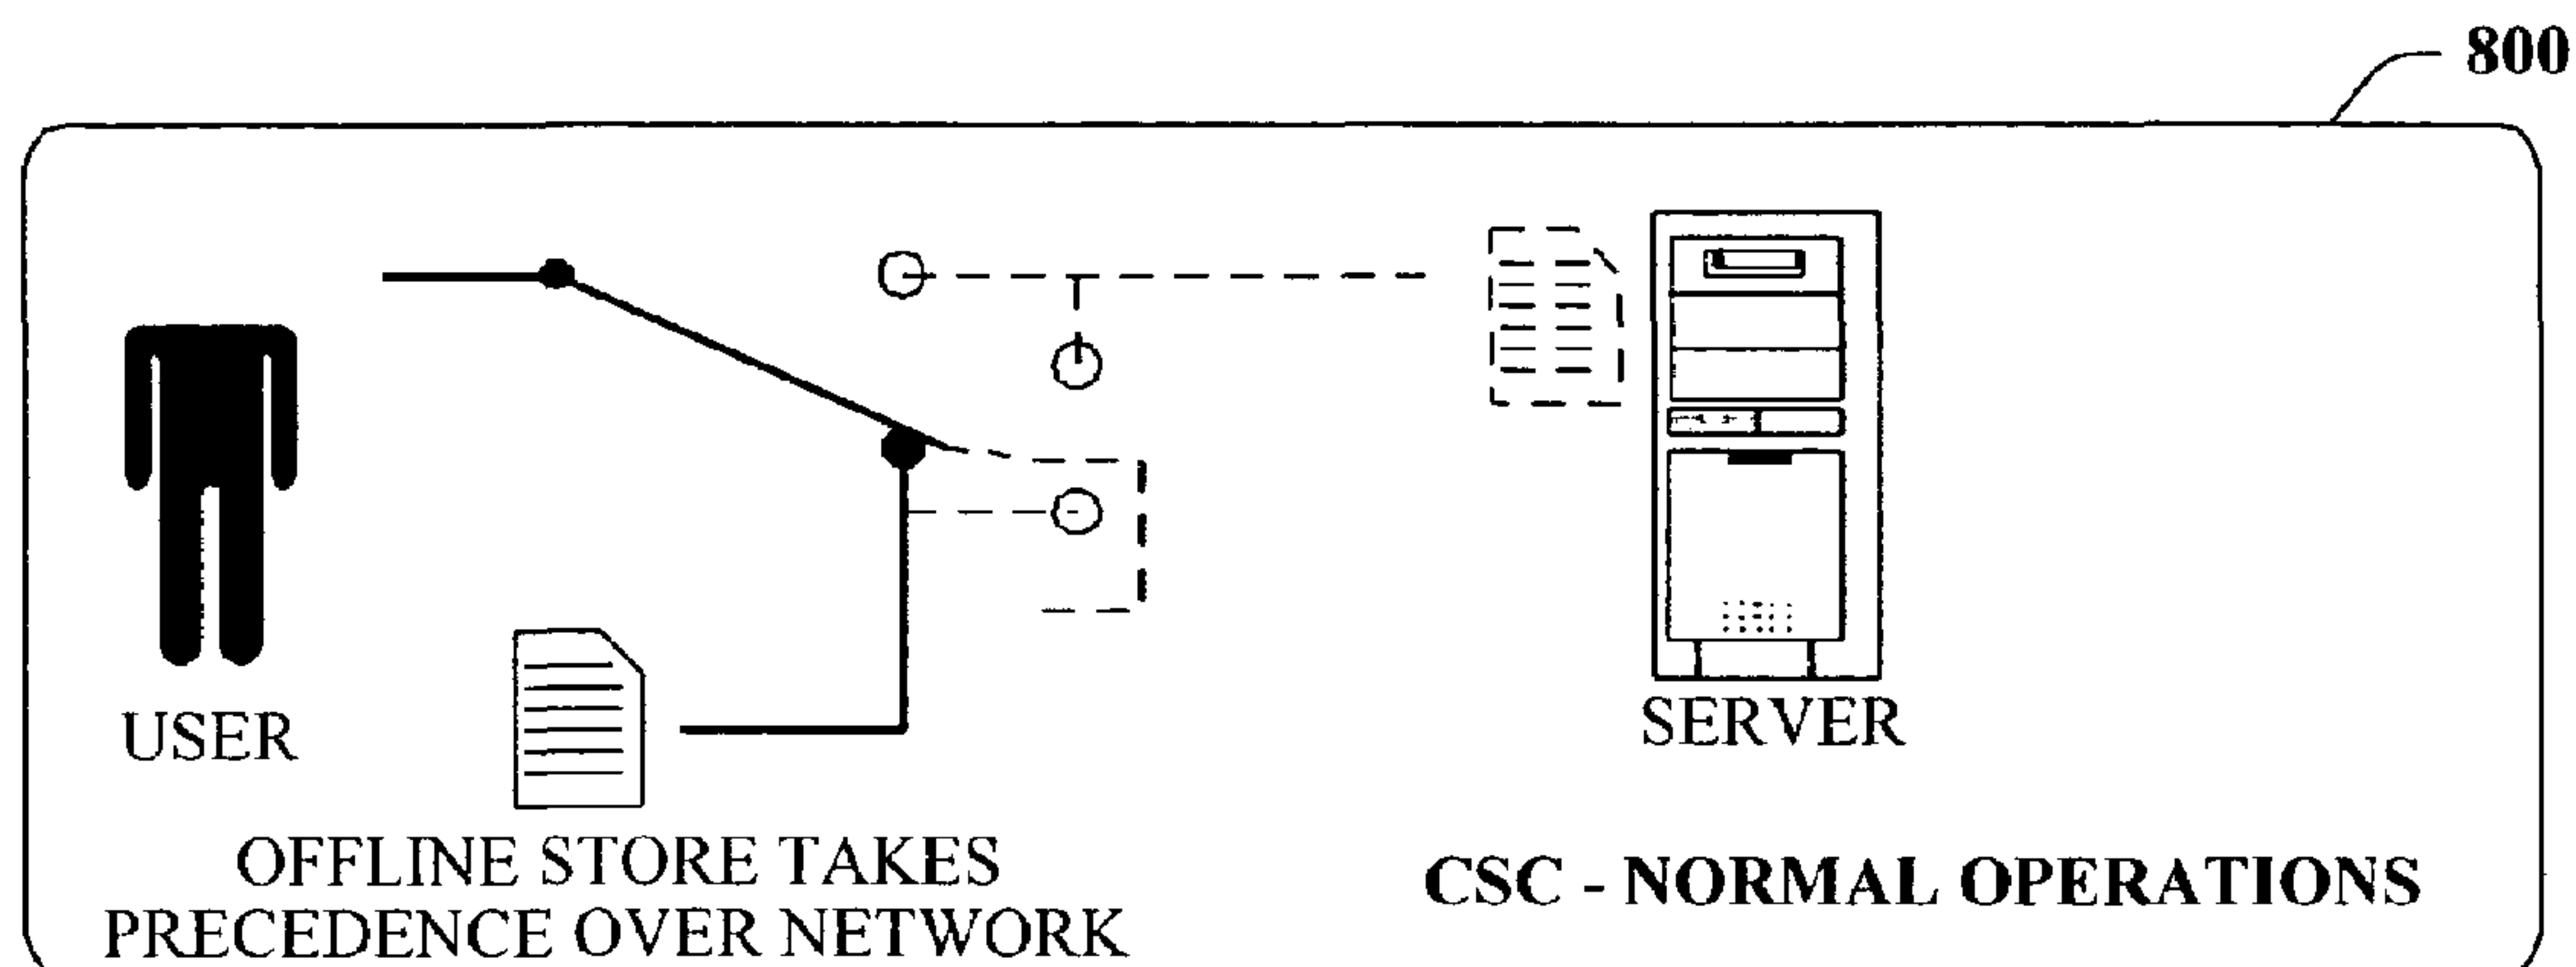 800
USER
SERVER
OFFLINE STORE TAKES
PRECEDENCE OVER NETWORK
CSC - NORMAL OPERATIONS